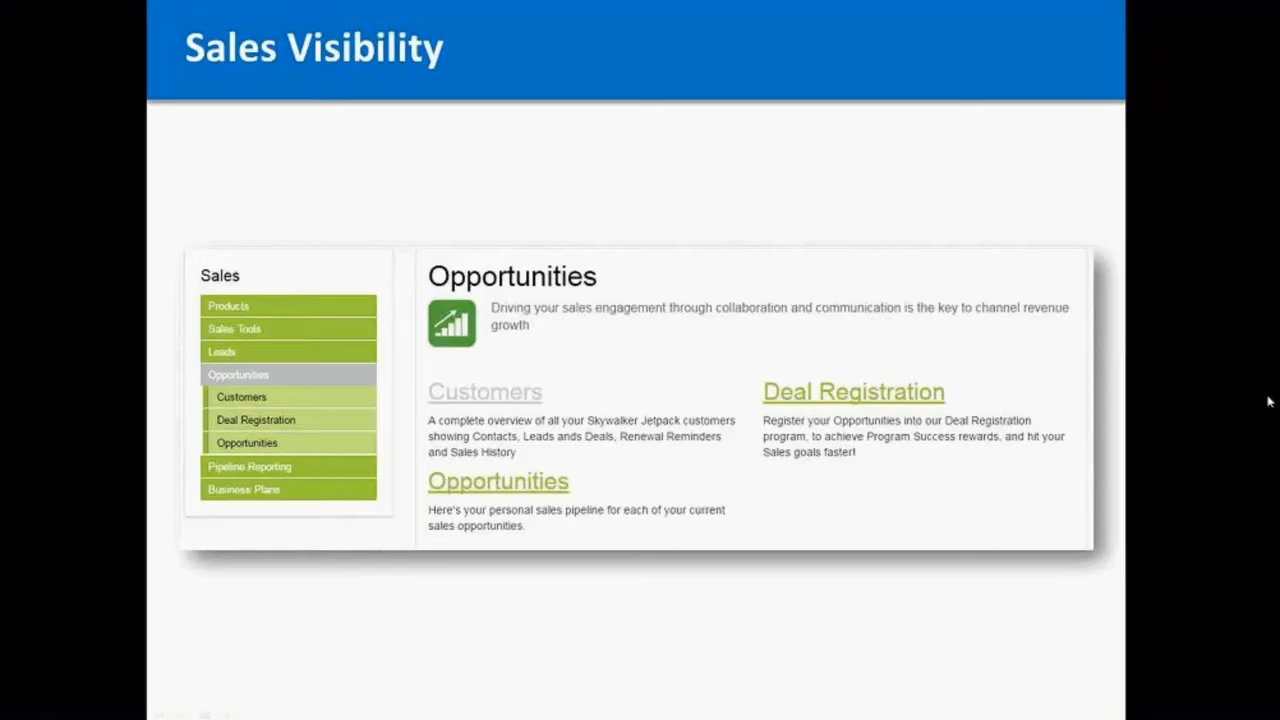 Sales Visibility
Sales
Products
Sales Tools
Leads
Opportunities
Customers
Deal Registration
Opportunities
Pipeline Reporting
Business Plans
Opportunities
Driving your sales engagement through collaboration and communication is the key to channel revenue
growth
Customers
A complete overview of all your Skywalker Jetpack customers
showing Contacts, Leads ands Deals, Renewal Reminders
and Sales History
Deal Registration
Register your Opportunities into our Deal Registration
program, to achieve Program Success rewards, and hit your
Sales goals faster!
Opportunities
Here's your personal sales pipeline for each of your current
sales opportunities.